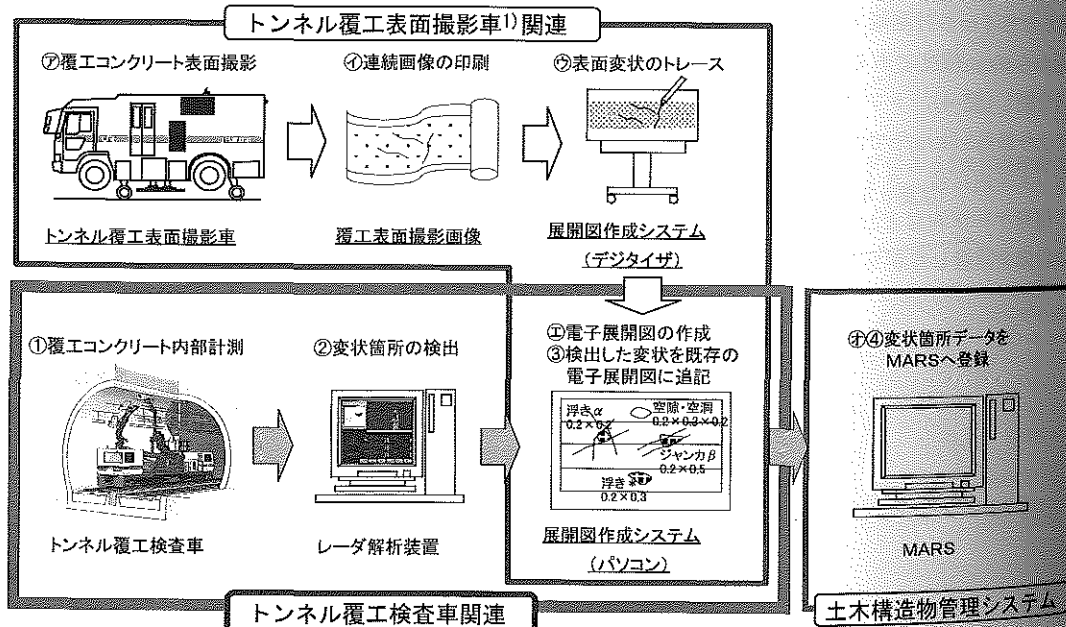 トンネル覆工表面撮影車1)関連
㋐覆工コンクリート表面撮影
㋑連続画像の印刷
㋒表面変状のトレース
トンネル覆工表面撮影車
覆工表面撮影画像
展開図作成システム
(デジタイザ)
①覆工コンクリート内部計測
②変状箇所の検出
㋓電子展開図の作成
③検出した変状を既存の
電子展開図に追記
㋔④変状箇所データを
MARSへ登録
浮きα
0.2×0.2
空隙・空洞
0.2×0.3×0.2
ジャンカβ
0.2×0.5
浮き
0.2×0.3
トンネル覆工検査車
レーダ解析装置
展開図作成システム
(パソコン)
MARS
トンネル覆工検査車関連
土木構造物管理システム